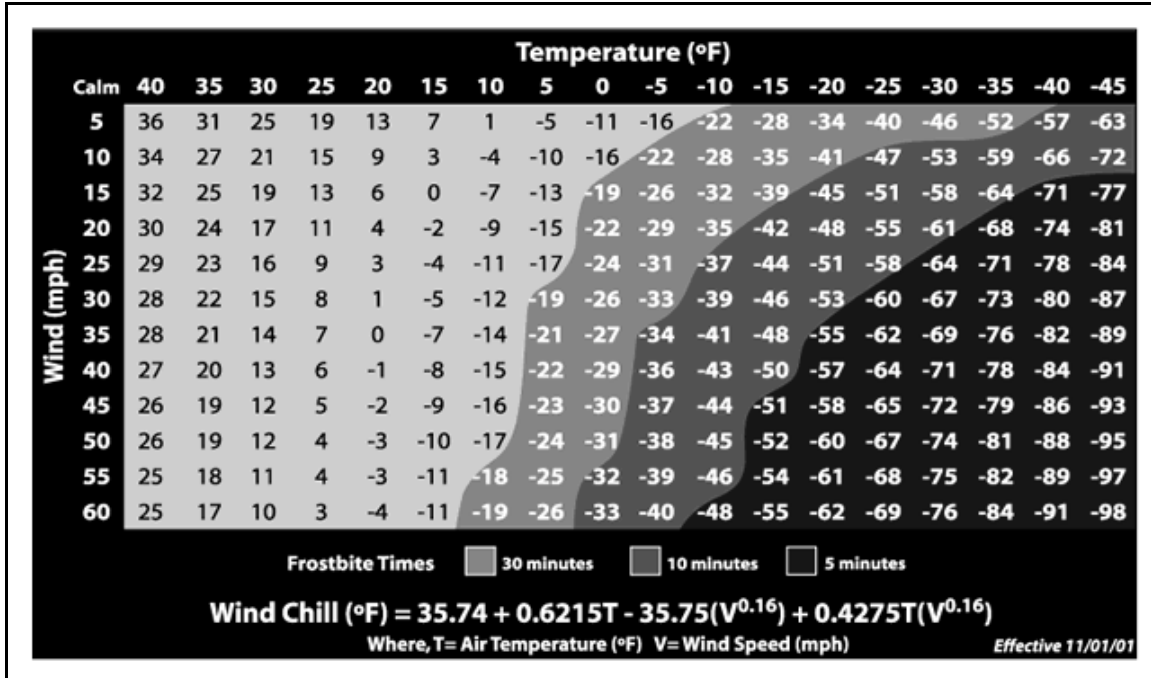 Temperature (ºF)
Calm 40 35 30 25 20 15 10 5 0 -5 -10 -15 -20 -25 -30 -35 -40 -45
5 36 31 25 19 13 7 1 -5 -11 -16 -22 -28 -34 -40 -46 -52 -57 -63
10 34 27 21 15 9 3 -4 -10 -16 -22 -28 -35 -41 -47 -53 -59 -66 -72
15 32 25 19 13 6 0 -7 -13 -19 -26 -32 -39 -45 -51 -58 -64 -71 -77
20 30 24 17 11 4 -2 -9 -15 -22 -29 -35 -42 -48 -55 -61 -68 -74 -81
25 29 23 16 9 3 -4 -11 -17 -24 -31 -37 -44 -51 -58 -64 -71 -78 -84
30 28 22 15 8 1 -5 -12 -19 -26 -33 -39 -46 -53 -60 -67 -73 -80 -87
35 28 21 14 7 0 -7 -14 -21 -27 -34 -41 -48 -55 -62 -69 -76 -82 -89
40 27 20 13 6 -1 -8 -15 -22 -29 -36 -43 -50 -57 -64 -71 -78 -84 -91
45 26 19 12 5 -2 -9 -16 -23 -30 -37 -44 -51 -58 -65 -72 -79 -86 -93
50 26 19 12 4 -3 -10 -17 -24 -31 -38 -45 -52 -60 -67 -74 -81 -88 -95
55 25 18 11 4 -3 -11 -18 -25 -32 -39 -46 -54 -61 -68 -75 -82 -89 -97
60 25 17 10 3 -4 -11 -19 -26 -33 -40 -48 -55 -62 -69 -76 -84 -91 -98
Wind (mph)
Frostbite Times 30 minutes 10 minutes 5 minutes
Wind Chill (ºF) = 35.74 + 0.6215T - 35.75(V^0.16) + 0.4275T(V^0.16)
Where, T= Air Temperature (ºF) V= Wind Speed (mph) Effective 11/01/01